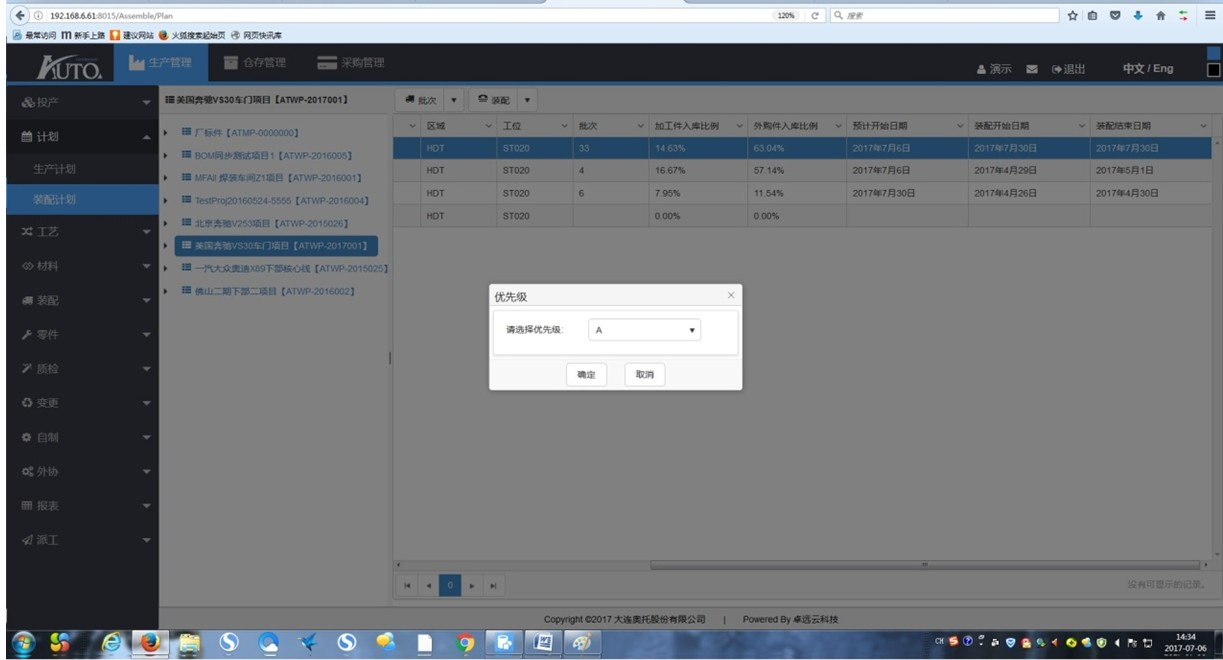 192.168.6.61:8015/Assemble/Plan 120% 搜索
最常访问 新手上路 建议网站 火狐搜索起始页 网页快讯库
AUTO 生产管理 仓存管理 采购管理 演示 退出 中文 / Eng
投产
计划
生产计划
装配计划
工艺
材料
装配
零件
质检
变更
自制
外协
报表
派工
美国奔驰VS30车门项目【ATWP-2017001】
厂标件【ATMP-0000000】
BOM同步测试项目1【ATWP-2016005】
MFAII 焊装车间Z1项目【ATWP-2016001】
TestProj20160524-5555【ATWP-2016004】
北京奔驰V253项目【ATWP-2015026】
美国奔驰VS30车门项目【ATWP-2017001】
一汽大众奥迪X89下部核心线【ATWP-2015025】
佛山二期下部二项目【ATWP-2016002】
批次 装配
区域 工位 批次 加工件入库比例 外购件入库比例 预计开始日期 装配开始日期 装配结束日期
HDT ST020 33 14.63% 63.04% 2017年7月6日 2017年7月30日 2017年7月30日
HDT ST020 4 16.67% 57.14% 2017年7月6日 2017年4月29日 2017年5月1日
HDT ST020 6 7.95% 11.54% 2017年7月30日 2017年4月26日 2017年4月30日
HDT ST020 0.00% 0.00%
优先级
请选择优先级: A
确定 取消
0 没有可显示的记录。
Copyright ©2017 大连奥托股份有限公司 | Powered By 卓远云科技
CH 14:34
2017-07-06